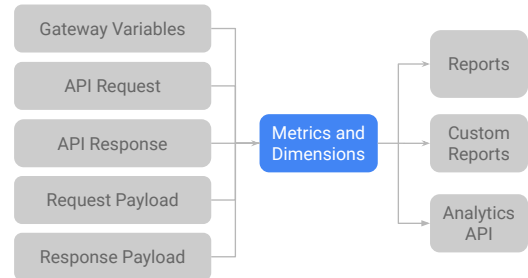 Gateway Variables
API Request
API Response
Request Payload
Response Payload
Metrics and
Dimensions
Reports
Custom
Reports
Analytics
API